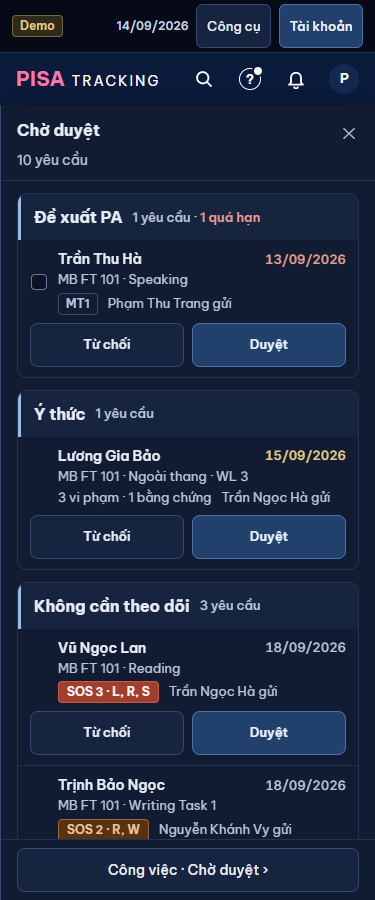 Demo
14/09/2026
Công cụ
Tài khoản
PISA TRACKING
?
P
Chờ duyệt
10 yêu cầu
Đề xuất PA 1 yêu cầu · 1 quá hạn
Trần Thu Hà 13/09/2026
MB FT 101 · Speaking
MT1 Phạm Thu Trang gửi
Từ chối Duyệt
Ý thức 1 yêu cầu
Lương Gia Bảo 15/09/2026
MB FT 101 · Ngoài thang · WL 3
3 vi phạm · 1 bằng chứng Trần Ngọc Hà gửi
Từ chối Duyệt
Không cần theo dõi 3 yêu cầu
Vũ Ngọc Lan 18/09/2026
MB FT 101 · Reading
SOS 3 · L, R, S Trần Ngọc Hà gửi
Từ chối Duyệt
Trịnh Bảo Ngọc 18/09/2026
MB FT 101 · Writing Task 1
SOS 2 · R, W Nguyễn Khánh Vy gửi
Công việc · Chờ duyệt ›